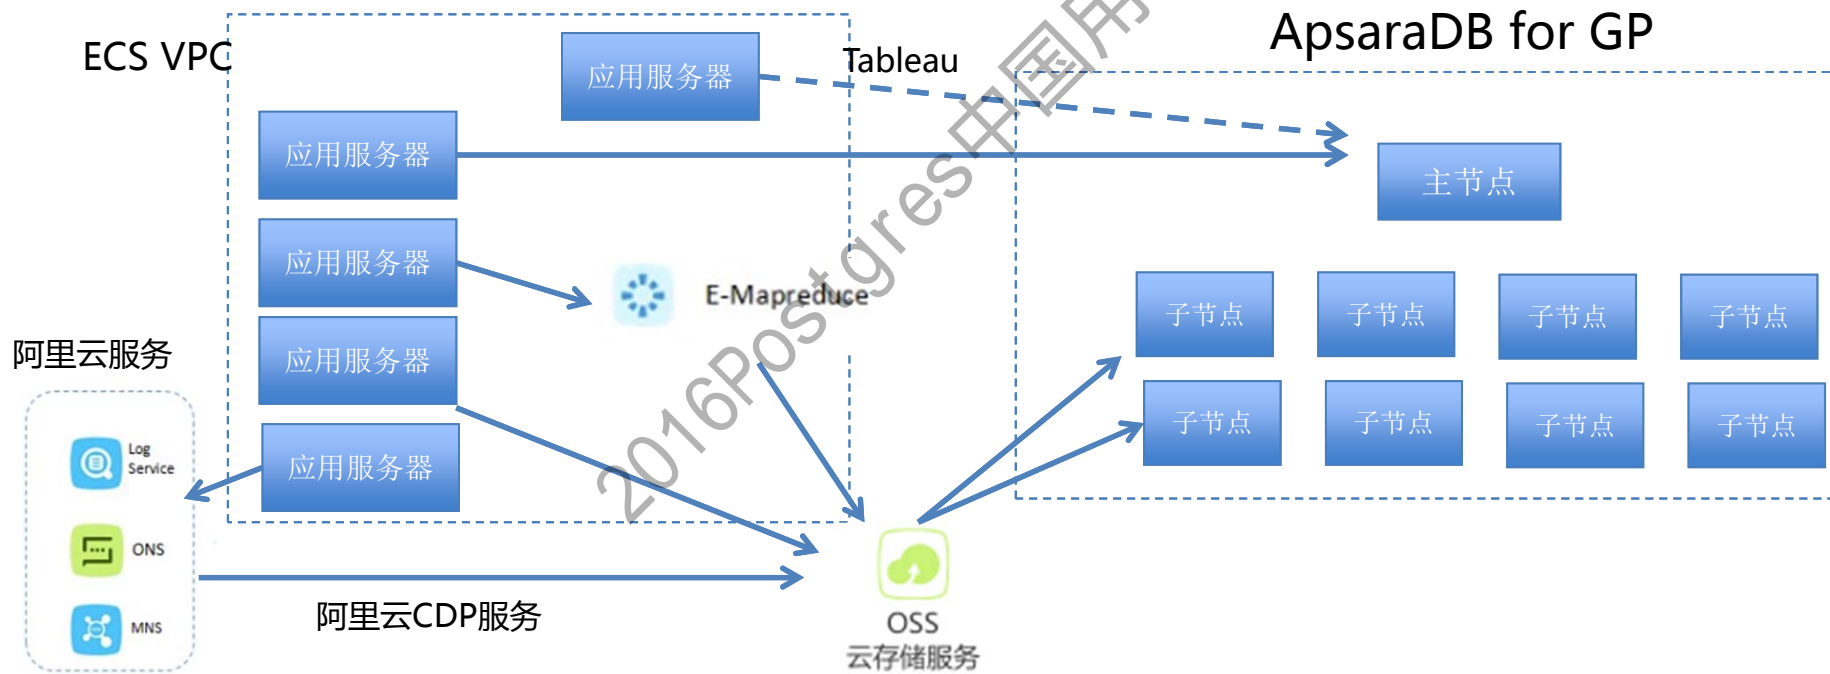 ApsaraDB for GP
ECS VPC
Tableau
应用服务器
应用服务器
主节点
应用服务器
E-Mapreduce
子节点 子节点 子节点 子节点
应用服务器
阿里云服务
子节点 子节点 子节点 子节点
应用服务器
Log
Service
ONS
MNS
阿里云CDP服务
OSS
云存储服务
2016Postgres中国用